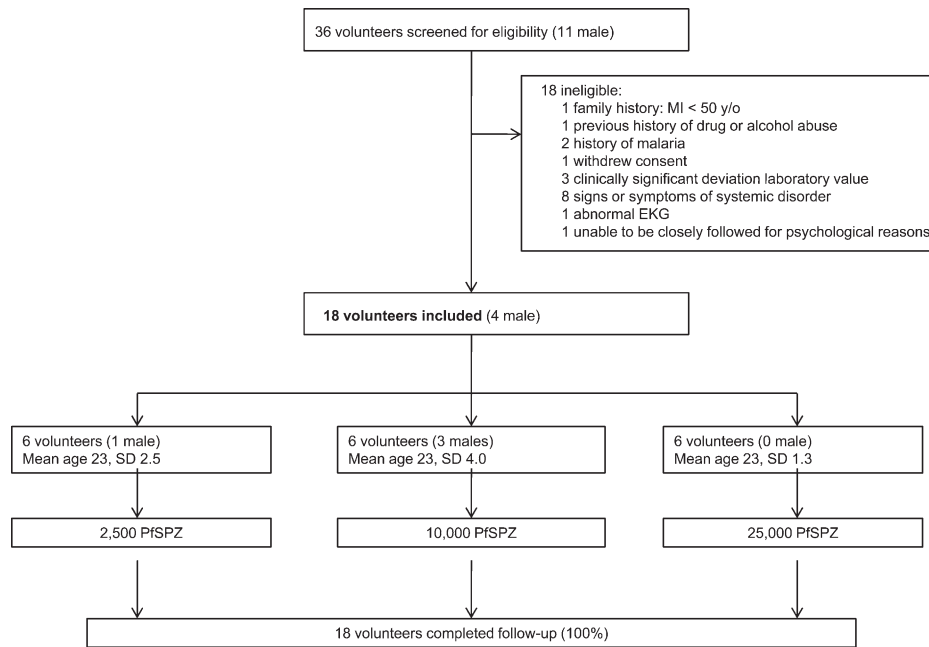 36 volunteers screened for eligibility (11 male)
18 ineligible:
1 family history: MI < 50 y/o
1 previous history of drug or alcohol abuse
2 history of malaria
1 withdrew consent
3 clinically significant deviation laboratory value
8 signs or symptoms of systemic disorder
1 abnormal EKG
1 unable to be closely followed for psychological reasons
18 volunteers included (4 male)
6 volunteers (1 male)
Mean age 23, SD 2.5
6 volunteers (3 males)
Mean age 23, SD 4.0
6 volunteers (0 male)
Mean age 23, SD 1.3
2,500 PfSPZ
10,000 PfSPZ
25,000 PfSPZ
18 volunteers completed follow-up (100%)